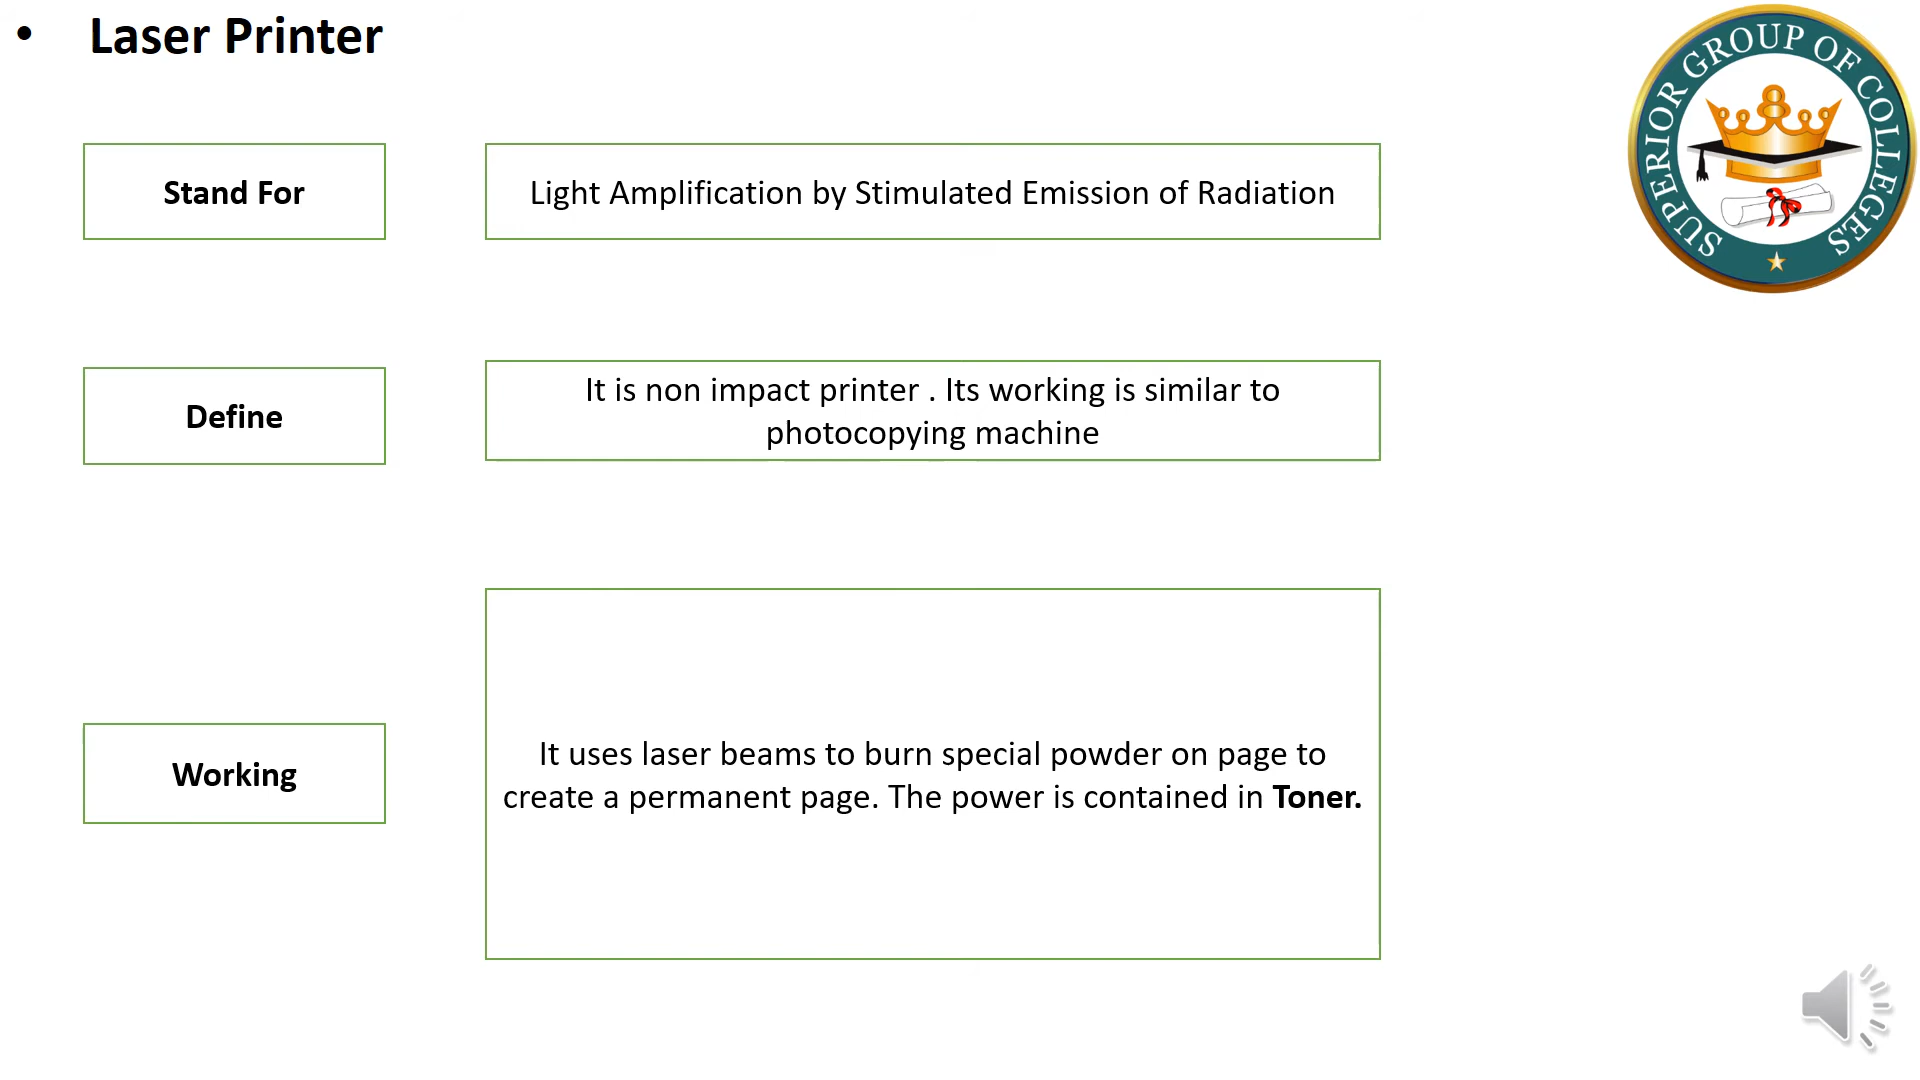 • Laser Printer
SUPERIOR GROUP OF COLLEGES
Stand For
Light Amplification by Stimulated Emission of Radiation
Define
It is non impact printer . Its working is similar to
photocopying machine
Working
It uses laser beams to burn special powder on page to
create a permanent page. The power is contained in Toner.